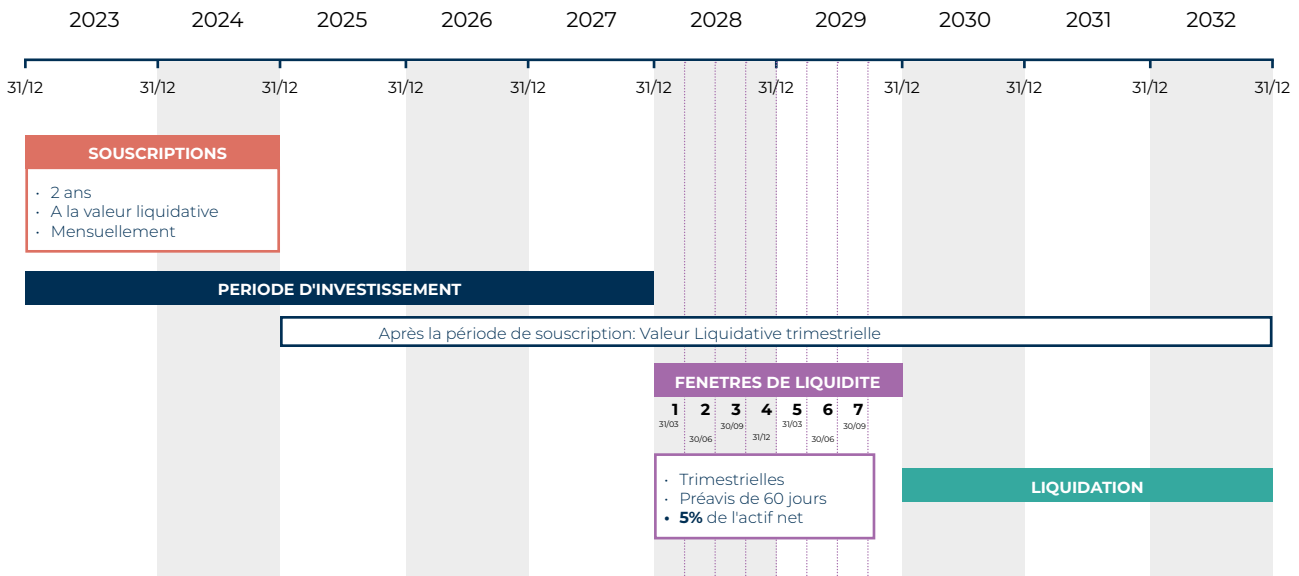 2023 2024 2025 2026 2027 2028 2029 2030 2031 2032
31/12 31/12 31/12 31/12 31/12 31/12 31/12 31/12 31/12 31/12 31/12
SOUSCRIPTIONS
· 2 ans
· A la valeur liquidative
· Mensuellement
PERIODE D'INVESTISSEMENT
Après la période de souscription: Valeur Liquidative trimestrielle
FENETRES DE LIQUIDITE
1 2 3 4 5 6 7
31/03 30/06 30/09 31/12 31/03 30/06 30/09
· Trimestrielles
· Préavis de 60 jours
• 5% de l'actif net
LIQUIDATION